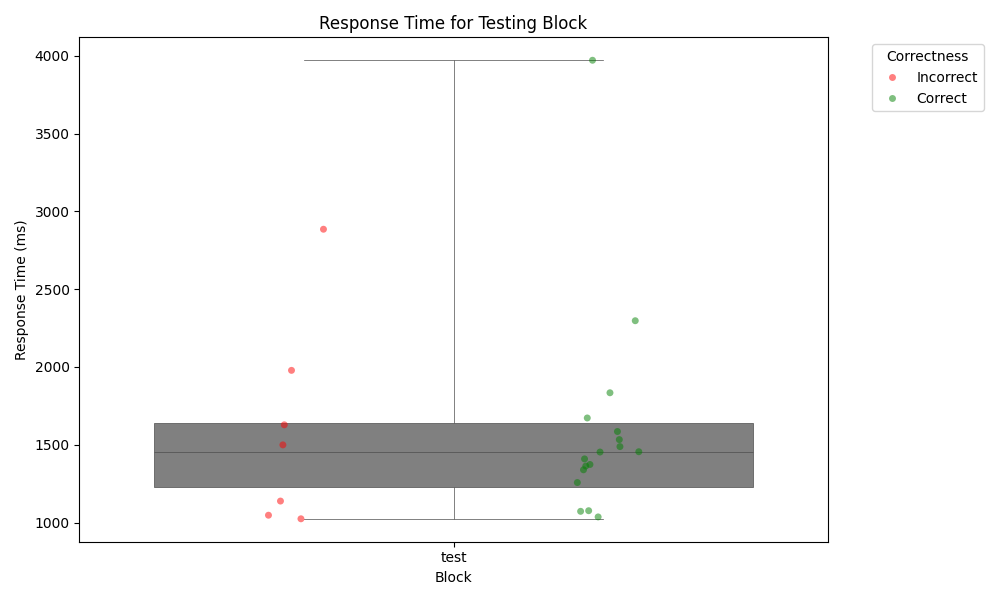 Response Time for Testing Block
Correctness
Incorrect
Correct
4000
3500
3000
2500
2000
1500
1000
Response Time (ms)
test
Block